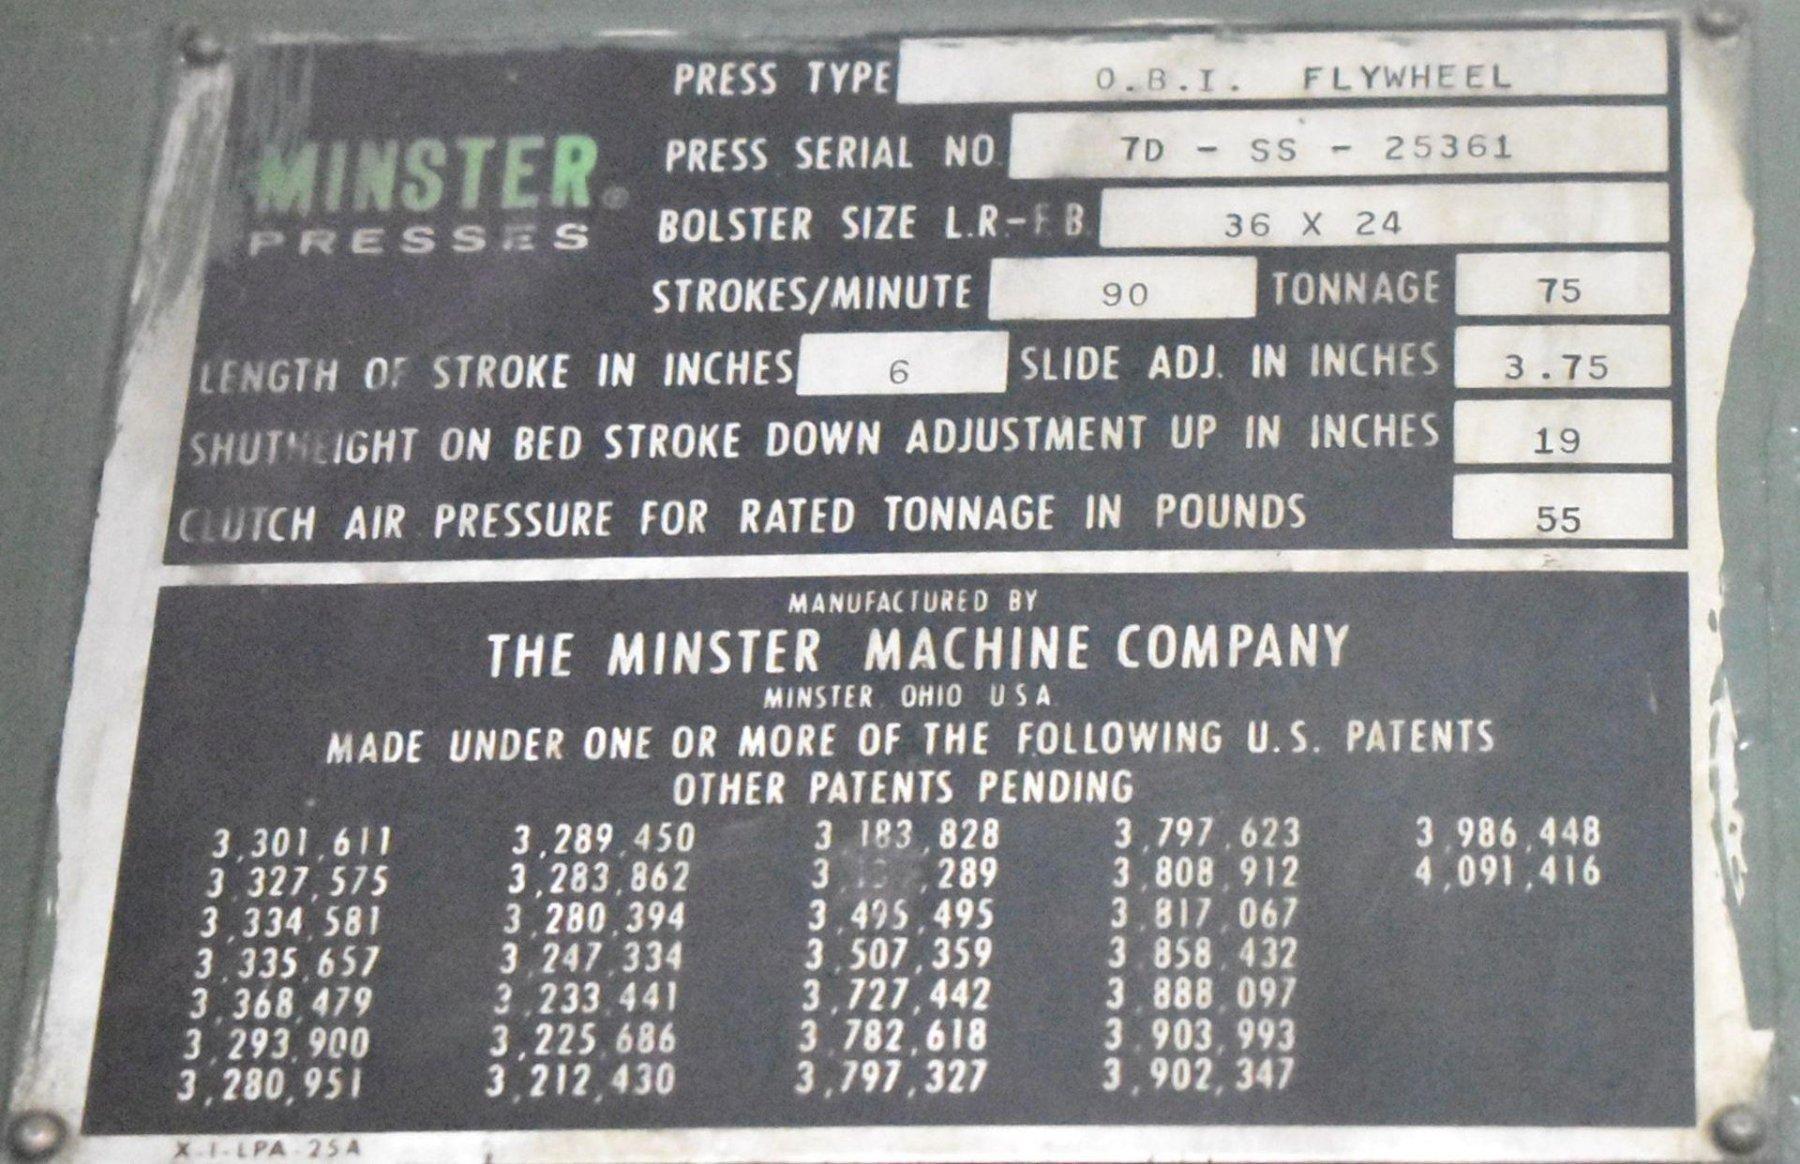 MINSTER®
PRESSES
PRESS TYPE O.B.I. FLYWHEEL
PRESS SERIAL NO. 7D - SS - 25361
BOLSTER SIZE L.R.-F.B. 36 X 24
STROKES/MINUTE 90 TONNAGE 75
LENGTH OF STROKE IN INCHES 6 SLIDE ADJ. IN INCHES 3.75
SHUTHEIGHT ON BED STROKE DOWN ADJUSTMENT UP IN INCHES 19
CLUTCH AIR PRESSURE FOR RATED TONNAGE IN POUNDS 55
MANUFACTURED BY
THE MINSTER MACHINE COMPANY
MINSTER, OHIO U S A
MADE UNDER ONE OR MORE OF THE FOLLOWING U.S. PATENTS
OTHER PATENTS PENDING
3,301,611 3,289,450 3,183,828 3,797,623 3,986,448
3,327,575 3,283,862 3, ,289 3,808,912 4,091,416
3,334,581 3,280,394 3,495,495 3,817,067
3,335,657 3,247,334 3,507,359 3,858,432
3,368,479 3,233,441 3,727,442 3,888,097
3,293,900 3,225,686 3,782,618 3,903,993
3,280,951 3,212,430 3,797,327 3,902,347
X-1-LPA-25A